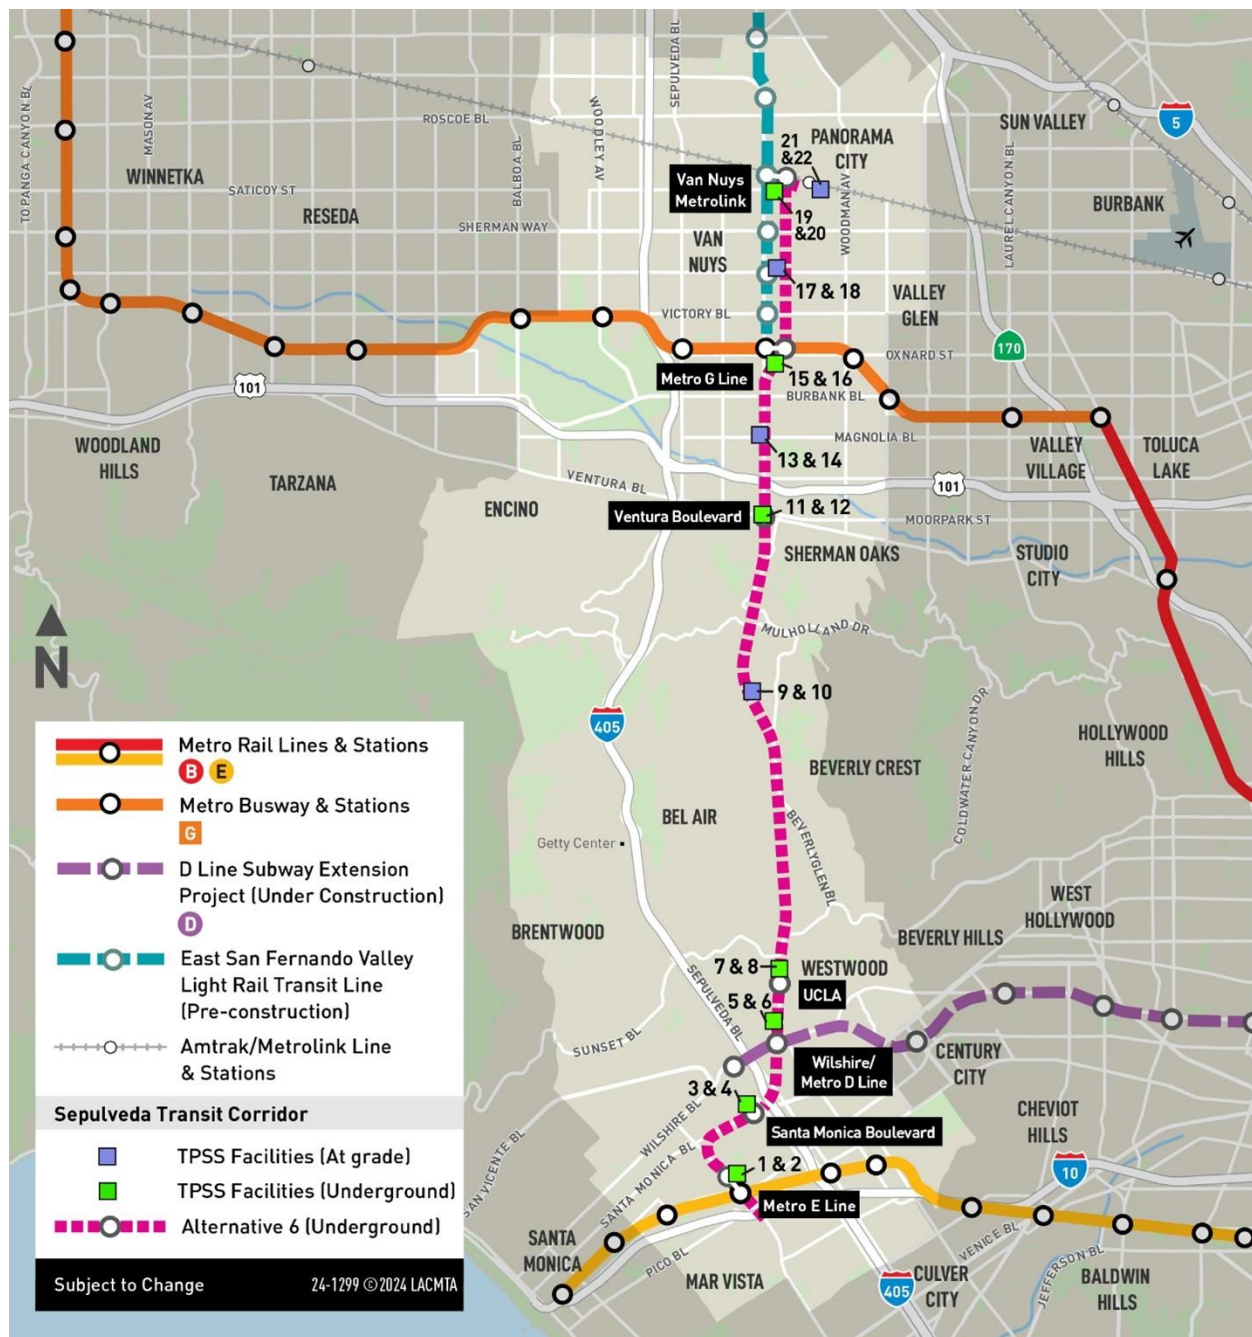 SEPULVEDA BL
5
SUN VALLEY
TOPANGA CANYON BL
MASON AV
ROSCOE BL
BALBOA BL
WOODLEY AV
21
& 22
PANORAMA
CITY
WINNETKA
SATICOY ST
RESEDA
SHERMAN WAY
Van Nuys
Metrolink
19
&20
WOODMAN AV
LAUREL CANYON BL
BURBANK
VAN
NUYS
17 & 18
VALLEY
GLEN
VICTORY BL
170
OXNARD ST
Metro G Line
15 & 16
BURBANK BL
101
MAGNOLIA BL
WOODLAND
HILLS
13 & 14
VALLEY
VILLAGE
TOLUCA
LAKE
TARZANA
VENTURA BL
101
ENCINO
Ventura Boulevard
11 & 12
MOORPARK ST
SHERMAN OAKS
STUDIO
CITY
N
MULHOLLAND DR
9 & 10
405
COLDWATER CANYON DR
HOLLYWOOD
HILLS
BEVERLY CREST
BEL AIR
BEVERLY GLEN BL
Getty Center
WEST
HOLLYWOOD
BRENTWOOD
BEVERLY HILLS
7 & 8
WESTWOOD
UCLA
5 & 6
SEPULVEDA BL
SUNSET BL
CENTURY
CITY
Wilshire/
Metro D Line
3 & 4
WILSHIRE BL
CHEVIOT
HILLS
Santa Monica Boulevard
SAN VICENTE BL
SANTA MONICA BL
1 & 2
10
Metro E Line
SANTA
MONICA
PICO BL
VENICE BL
MAR VISTA
405
CULVER
CITY
JEFFERSON BL
BALDWIN
HILLS
Metro Rail Lines & Stations
B E
Metro Busway & Stations
G
D Line Subway Extension
Project (Under Construction)
D
East San Fernando Valley
Light Rail Transit Line
(Pre-construction)
Amtrak/Metrolink Line
& Stations
Sepulveda Transit Corridor
TPSS Facilities (At grade)
TPSS Facilities (Underground)
Alternative 6 (Underground)
Subject to Change 24-1299 ©2024 LACMTA